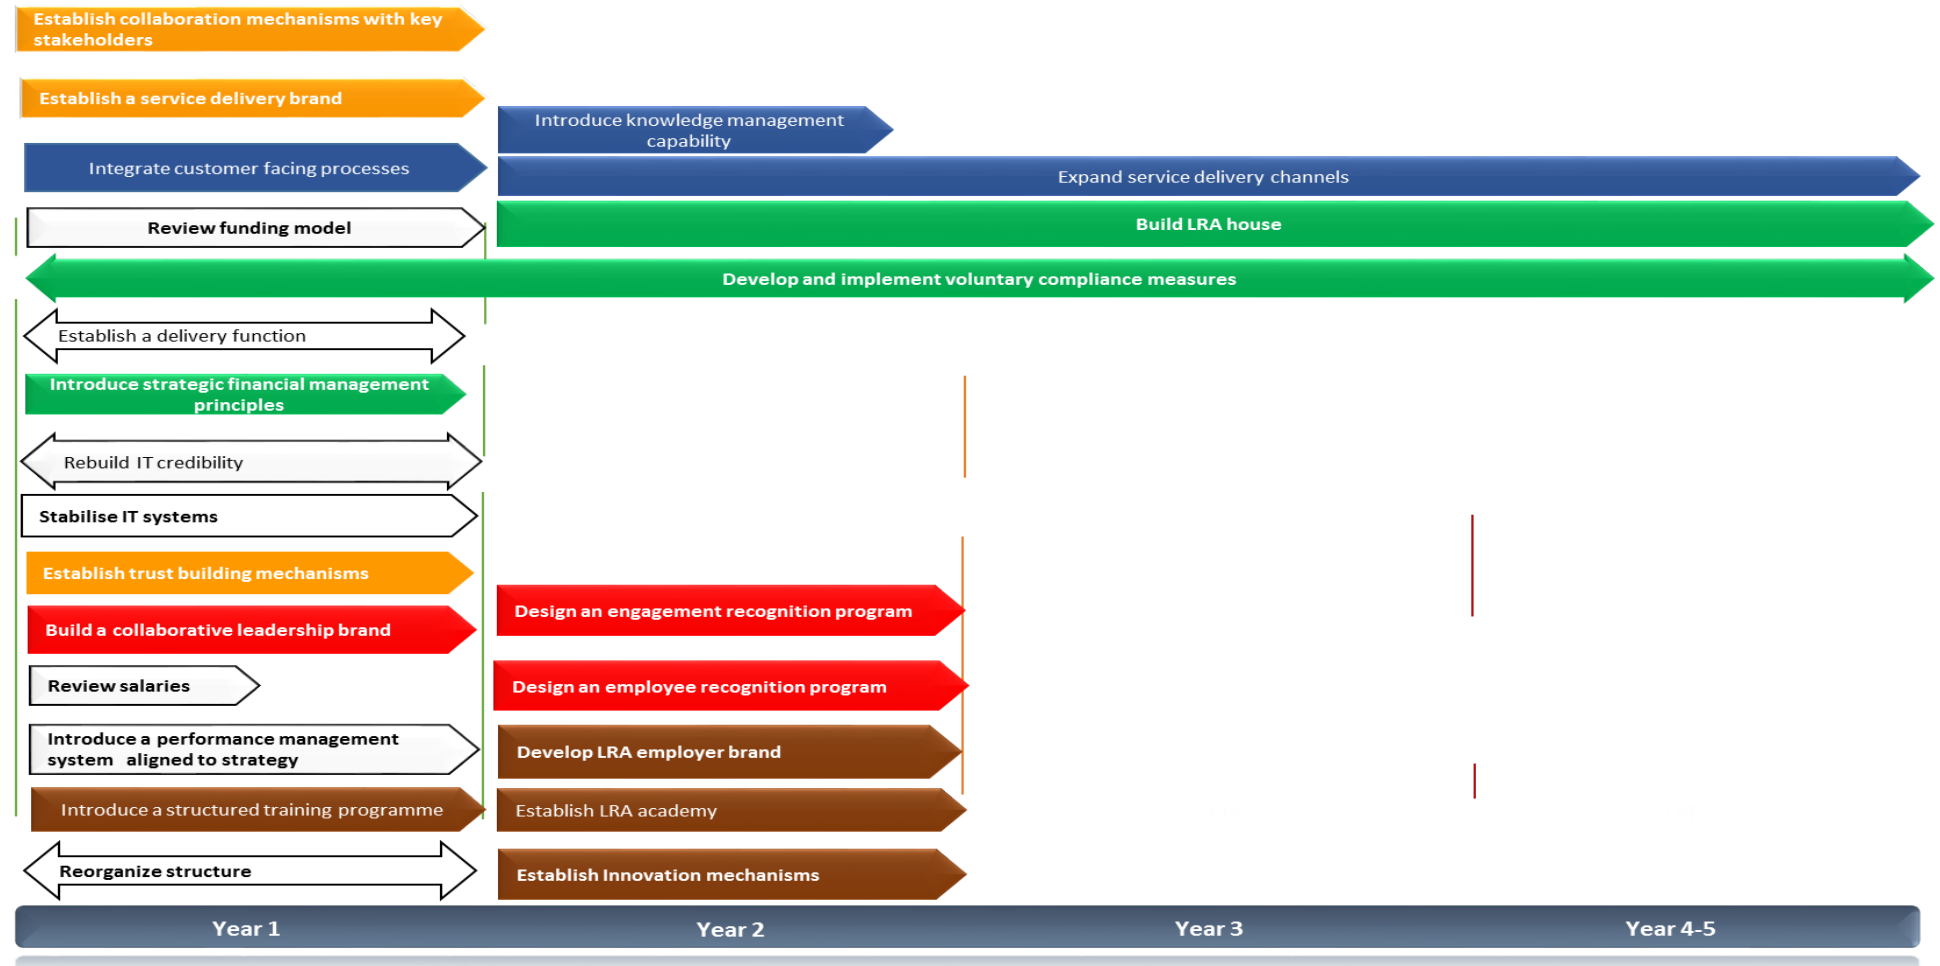 Establish collaboration mechanisms with key
stakeholders
Establish a service delivery brand
Introduce knowledge management
capability
Integrate customer facing processes
Expand service delivery channels
Review funding model
Build LRA house
Develop and implement voluntary compliance measures
Establish a delivery function
Introduce strategic financial management
principles
Rebuild IT credibility
Stabilise IT systems
Establish trust building mechanisms
Design an engagement recognition program
Build a collaborative leadership brand
Review salaries
Design an employee recognition program
Introduce a performance management
system aligned to strategy
Develop LRA employer brand
Introduce a structured training programme
Establish LRA academy
Reorganize structure
Establish Innovation mechanisms
Year 1
Year 2
Year 3
Year 4-5